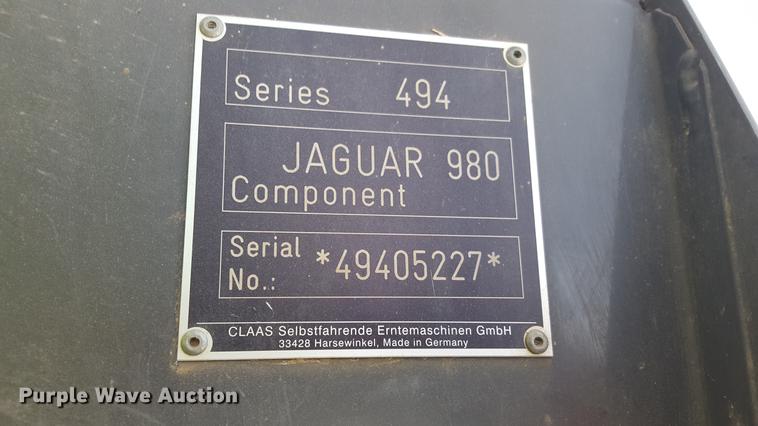 Series 494
JAGUAR 980
Component
Serial
No.: *49405227*
CLAAS Selbstfahrende Erntemaschinen GmbH
33428 Harsewinkel, Made in Germany
Purple Wave Auction®